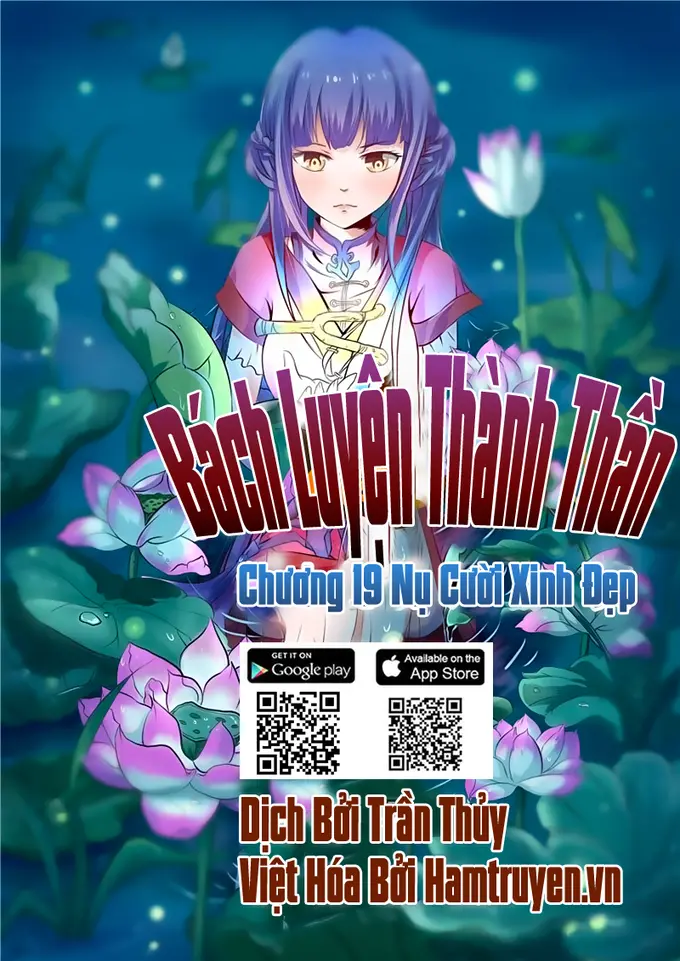 Bách Luyện Thành Thần
Chương 19 Nụ Cười Xinh Đẹp
GET IT ON
Google play
Available on the
App Store
Dịch Bởi Trần Thủy
Việt Hóa Bởi Hamtruyen.vn